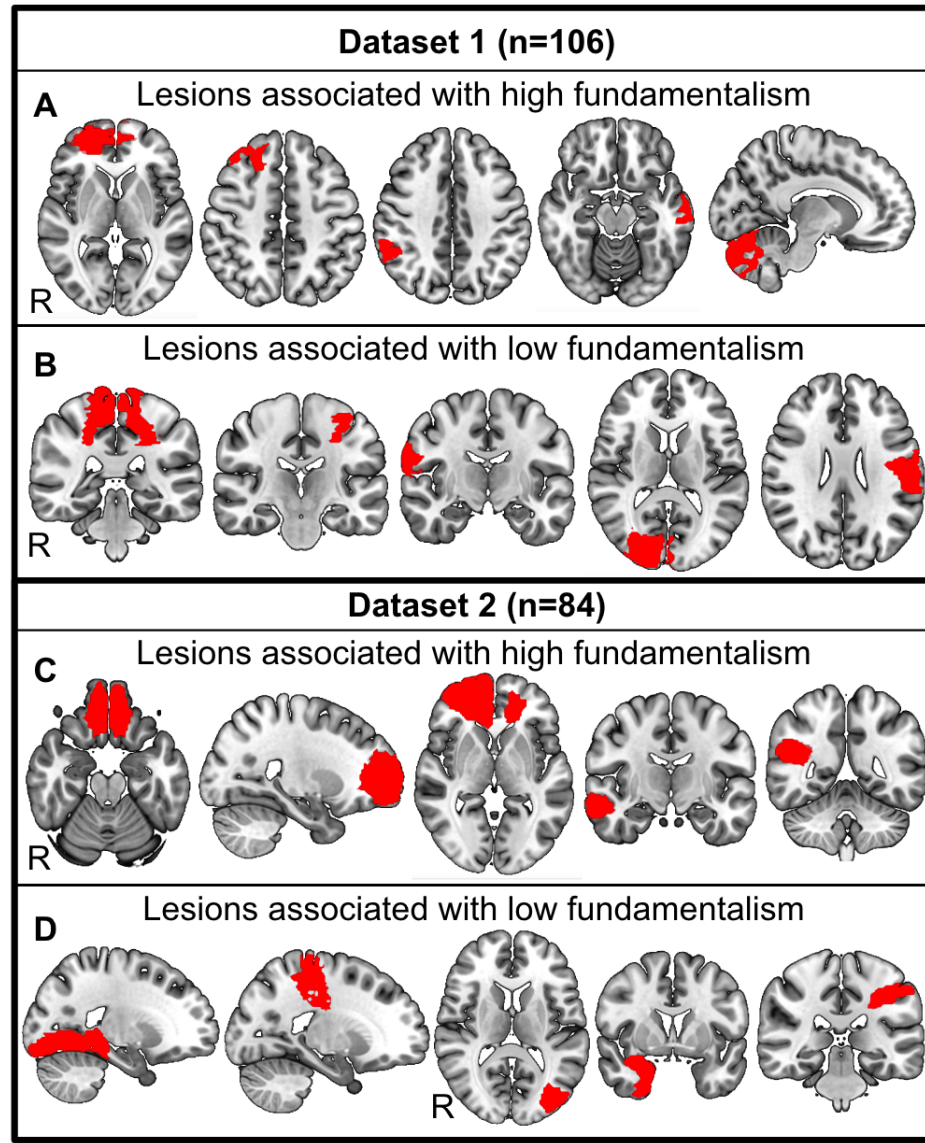 Dataset 1 (n=106)
A
Lesions associated with high fundamentalism
R
B
Lesions associated with low fundamentalism
R
Dataset 2 (n=84)
C
Lesions associated with high fundamentalism
R
D
Lesions associated with low fundamentalism
R